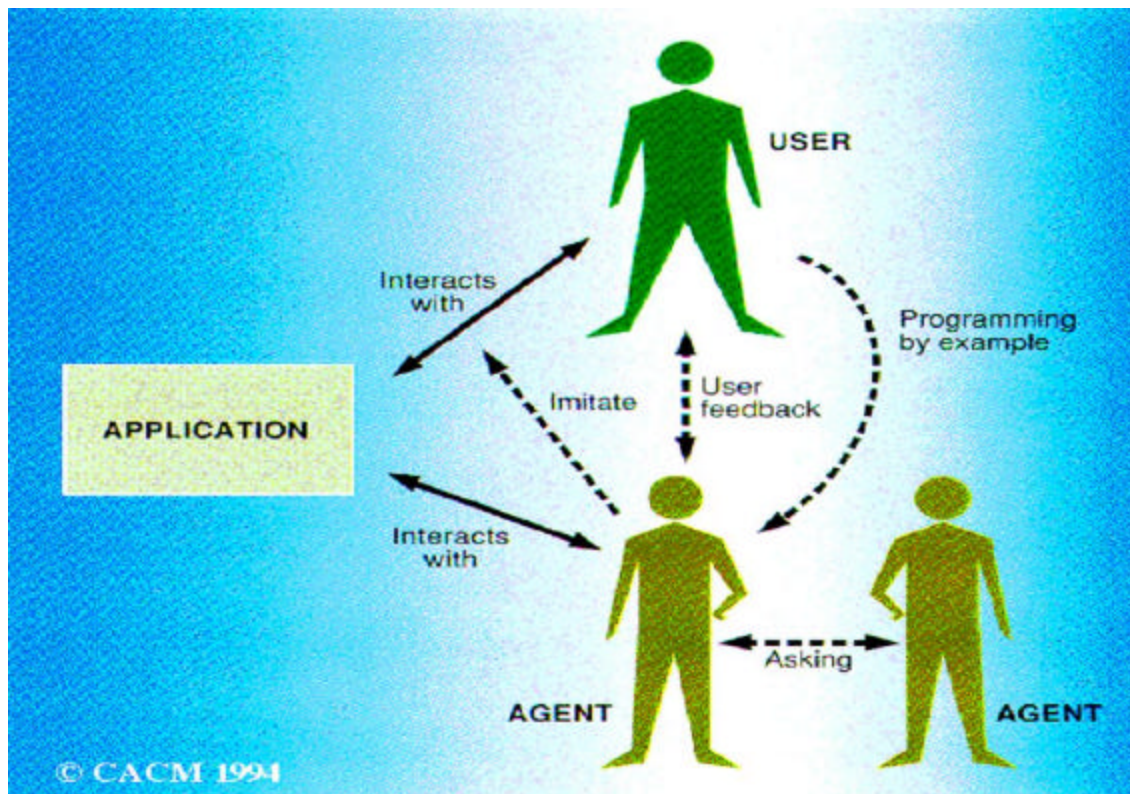 USER
Interacts
with
Programming
by example
Imitate
User
feedback
APPLICATION
Interacts
with
Asking
AGENT
AGENT
© CACM 1994